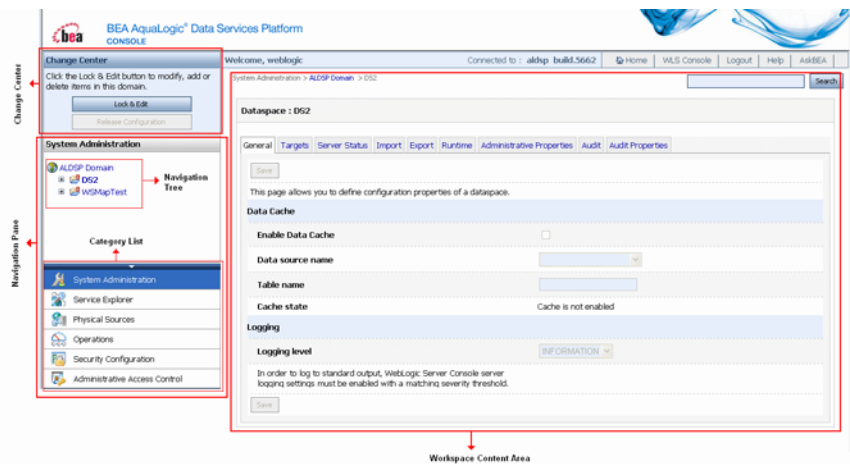 bea
BEA AquaLogic® Data Services Platform
CONSOLE
Change Center
Welcome, weblogic
Connected to : aldsp build.5662
Home
WLS Console
Logout
Help
AskBEA
Click the Lock & Edit button to modify, add or
delete items in this domain.
Lock & Edit
Release Configuration
Change Center
System Administration > ALDSP Domain > DS2
Search
Dataspace : DS2
System Administration
ALDSP Domain
DS2
WSMapTest
Navigation
Tree
General
Targets
Server Status
Import
Export
Runtime
Administrative Properties
Audit
Audit Properties
Save
This page allows you to define configuration properties of a dataspace.
Data Cache
Enable Data Cache
Data source name
Table name
Cache state
Cache is not enabled
Logging
Logging level
INFORMATION
In order to log to standard output, WebLogic Server Console server
logging settings must be enabled with a matching severity threshold.
Save
Navigation Pane
Category List
System Administration
Service Explorer
Physical Sources
Operations
Security Configuration
Administrative Access Control
Workspace Content Area